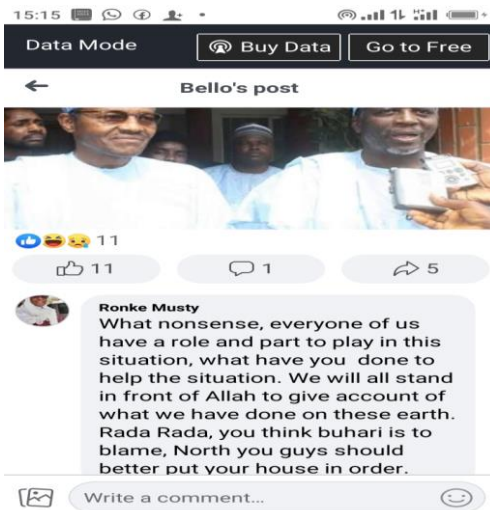 15:15
Data Mode
Buy Data
Go to Free
Bello's post
11
11
1
5
Ronke Musty
What nonsense, everyone of us
have a role and part to play in this
situation, what have you done to
help the situation. We will all stand
in front of Allah to give account of
what we have done on these earth.
Rada Rada, you think buhari is to
blame, North you guys should
better put your house in order.
Write a comment...